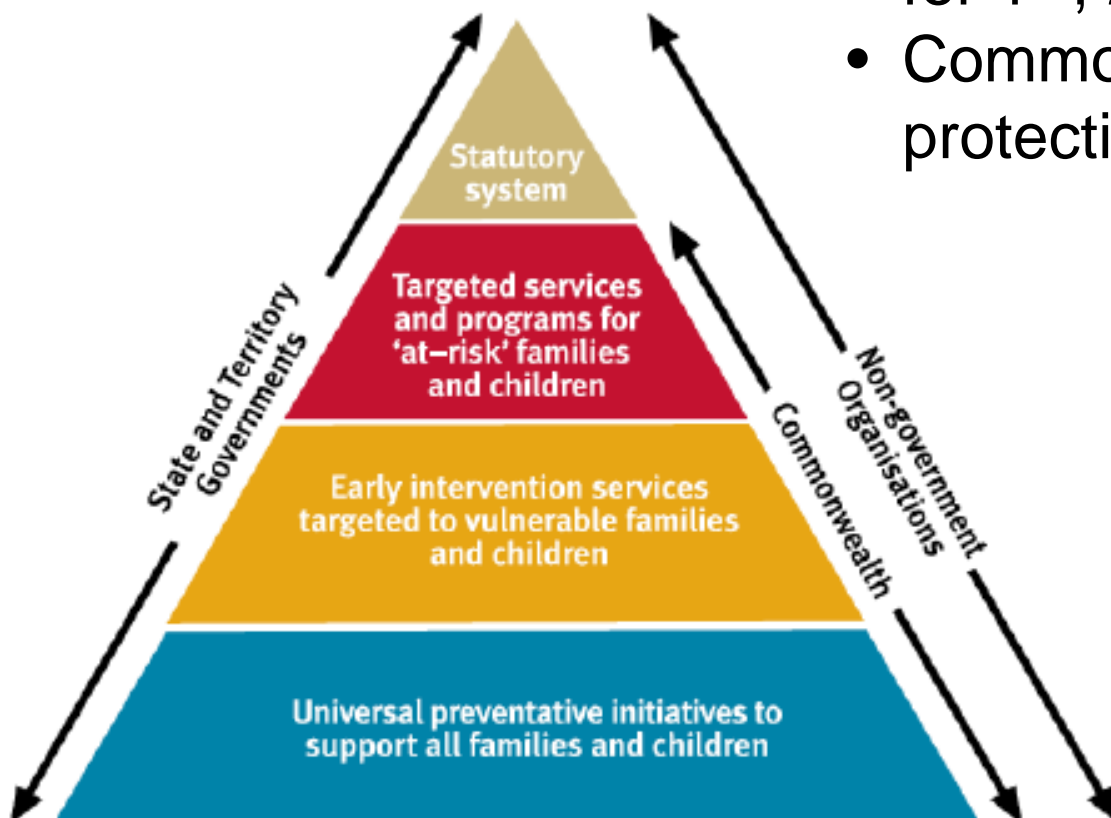 • Commo
protecti
Statutory
system
Targeted services
and programs for
‘at–risk’ families
and children
Early intervention services
targeted to vulnerable families
and children
Universal preventative initiatives to
support all families and children
State and Territory
Governments
Commonwealth
Non-government
Organisations